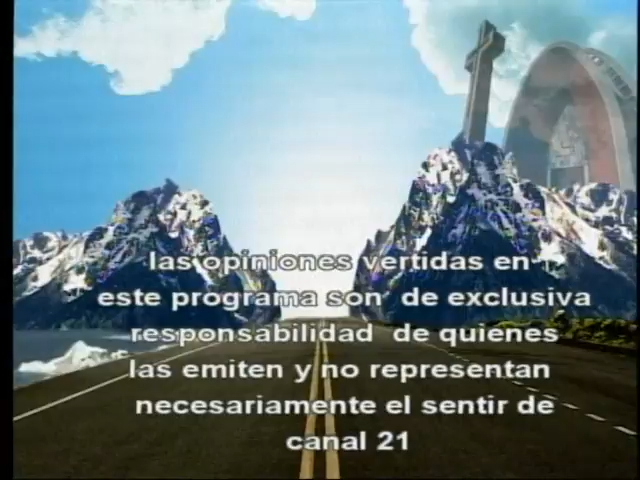 las opiniones vertidas en
este programa son de exclusiva
responsabilidad de quienes
las emiten y no representan
necesariamente el sentir de
canal 21